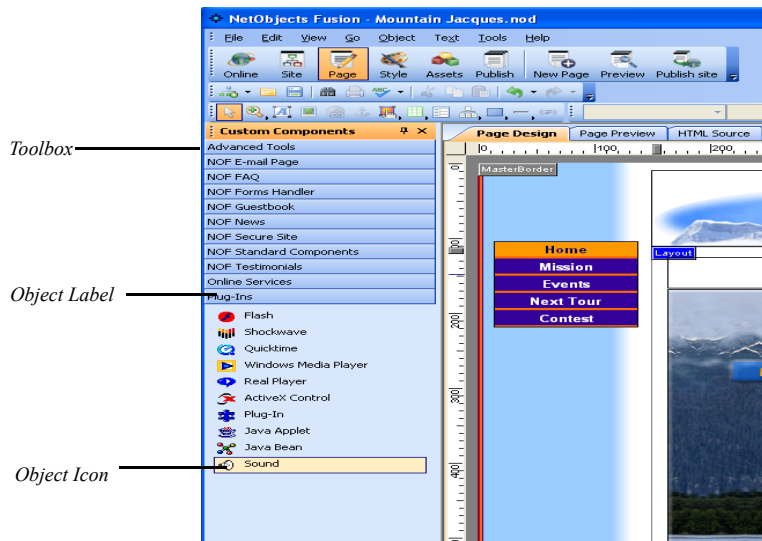 NetObjects Fusion - Mountain Jacques.nod
File Edit View Go Object Text Tools Help
Online Site Page Style Assets Publish New Page Preview Publish site
ABC
Custom Components
Advanced Tools
NOF E-mail Page
NOF FAQ
NOF Forms Handler
NOF Guestbook
NOF News
NOF Secure Site
NOF Standard Components
NOF Testimonials
Online Services
Plug-Ins
Flash
Shockwave
Quicktime
Windows Media Player
Real Player
ActiveX Control
Plug-In
Java Applet
Java Bean
Sound
Toolbox
Object Label
Object Icon
Page Design Page Preview HTML Source
0 100 200
MasterBorder
Home
Mission
Events
Next Tour
Contest
Layout
0
100
200
300
400